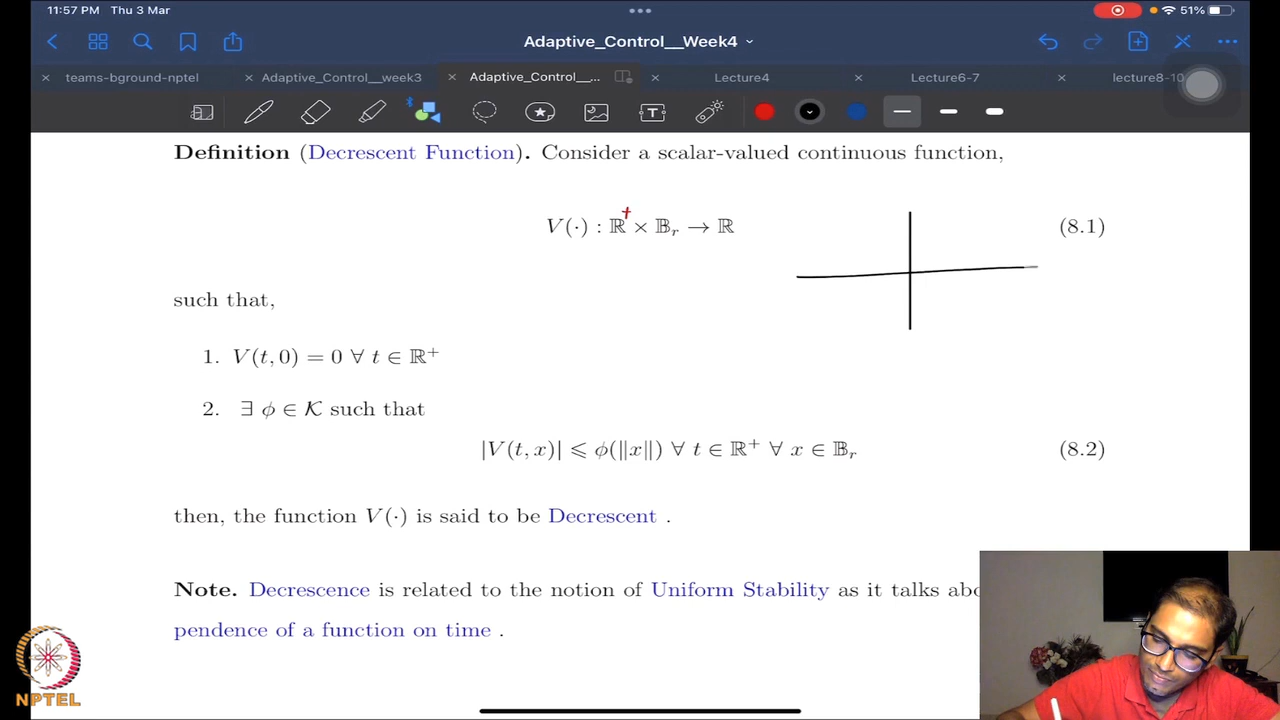 11:57 PM Thu 3 Mar
51%
Adaptive_Control__Week4
teams-bground-nptel
Adaptive_Control__week3
Adaptive_Control__...
Lecture4
Lecture6-7
lecture8-10
Definition (Decrescent Function). Consider a scalar-valued continuous function,
V(·) : ℝ⁺ × 𝔹ᵣ → ℝ (8.1)
such that,
1. V(t, 0) = 0 ∀ t ∈ ℝ⁺
2. ∃ ϕ ∈ 𝒦 such that
|V(t, x)| ⩽ ϕ(‖x‖) ∀ t ∈ ℝ⁺ ∀ x ∈ 𝔹ᵣ (8.2)
then, the function V(·) is said to be Decrescent .
Note. Decrescence is related to the notion of Uniform Stability as it talks
pendence of a function on time .
NPTEL